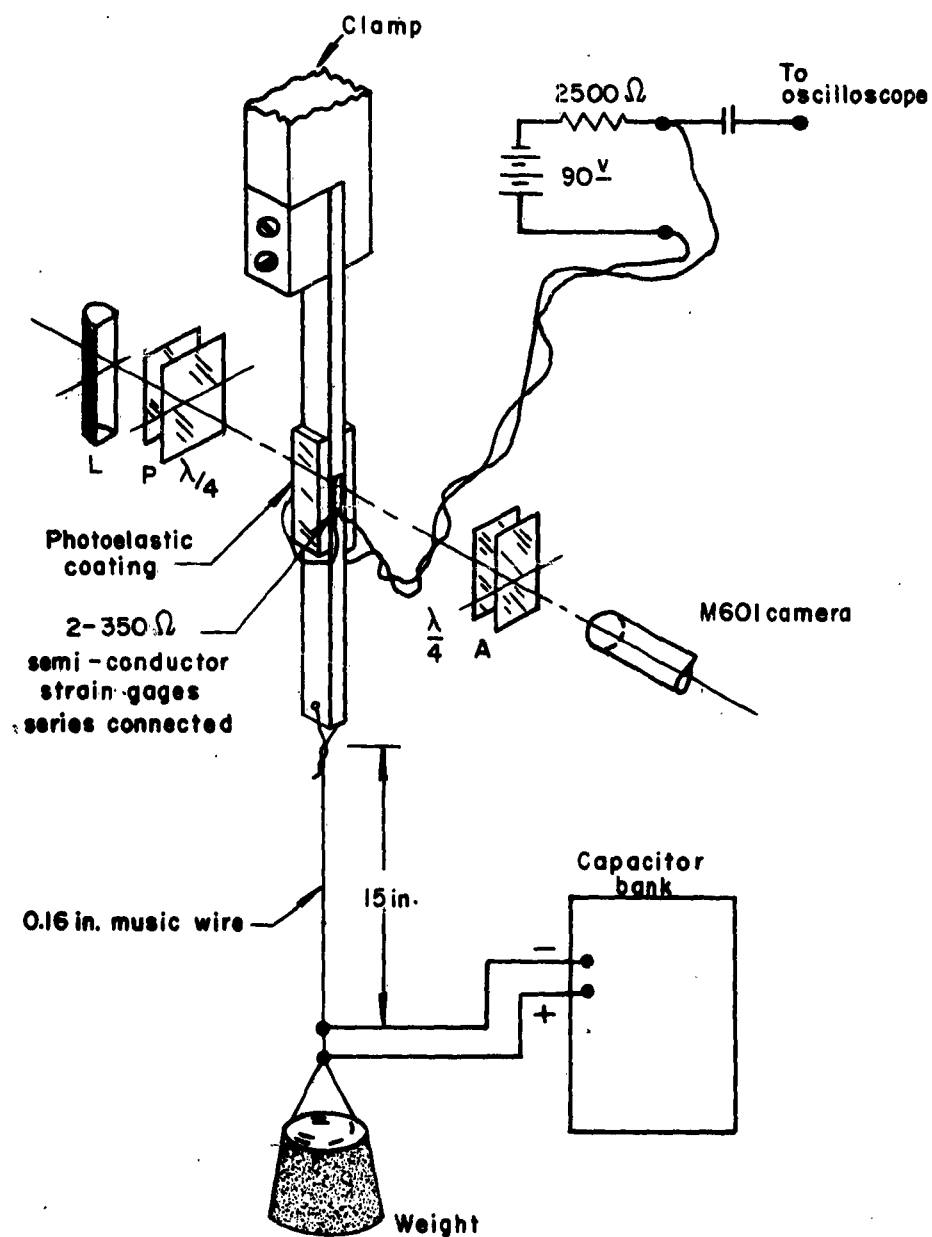 Clamp
To
oscilloscope
2500 Ω
90 v
L
P
λ/4
Photoelastic
coating
2-350 Ω
semi-conductor
strain gages
series connected
λ
4
A
M601 camera
15 in.
0.16 in. music wire
Capacitor
bank
−
+
Weight